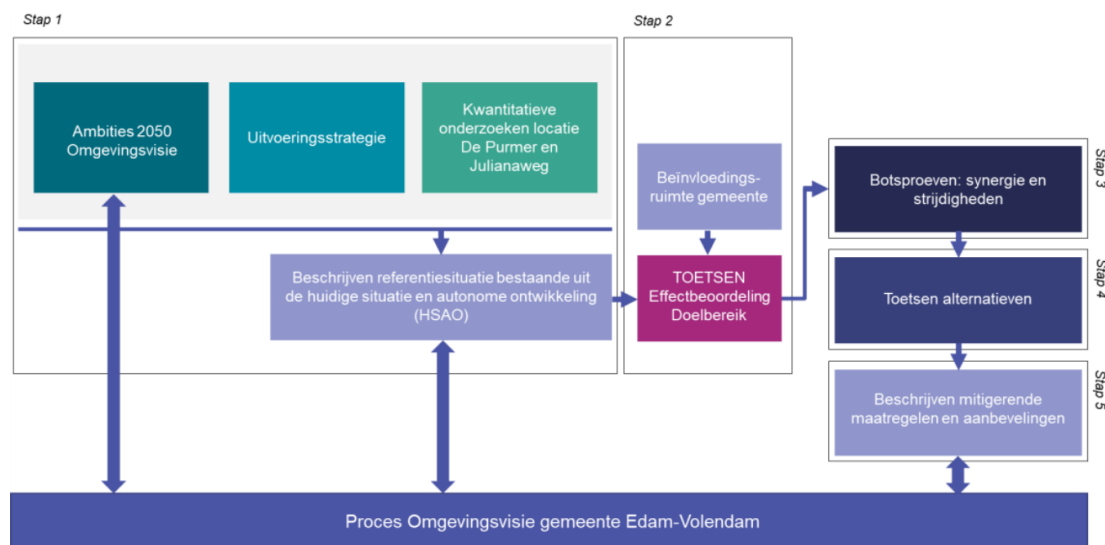 Stap 1
Stap 2
Ambities 2050
Omgevingsvisie
Uitvoeringsstrategie
Kwantitatieve
onderzoeken locatie
De Purmer en
Julianaweg
Beïnvloedings-
ruimte gemeente
Botsproeven: synergie en
strijdigheden
Stap 3
Beschrijven referentiesituatie bestaande uit
de huidige situatie en autonome ontwikkeling
(HSAO)
TOETSEN
Effectbeoordeling
Doelbereik
Toetsen alternatieven
Stap 4
Beschrijven mitigerende
maatregelen en aanbevelingen
Stap 5
Proces Omgevingsvisie gemeente Edam-Volendam